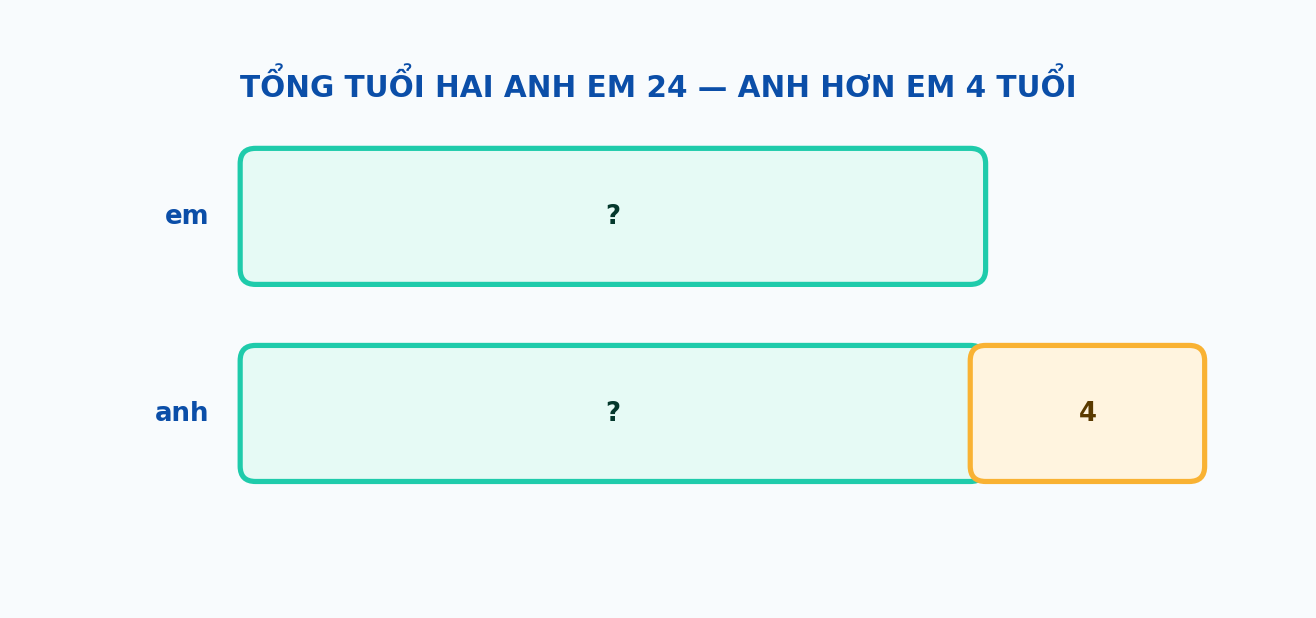 TỔNG TUỔI HAI ANH EM 24 — ANH HƠN EM 4 TUỔI
em
?
anh
?
4